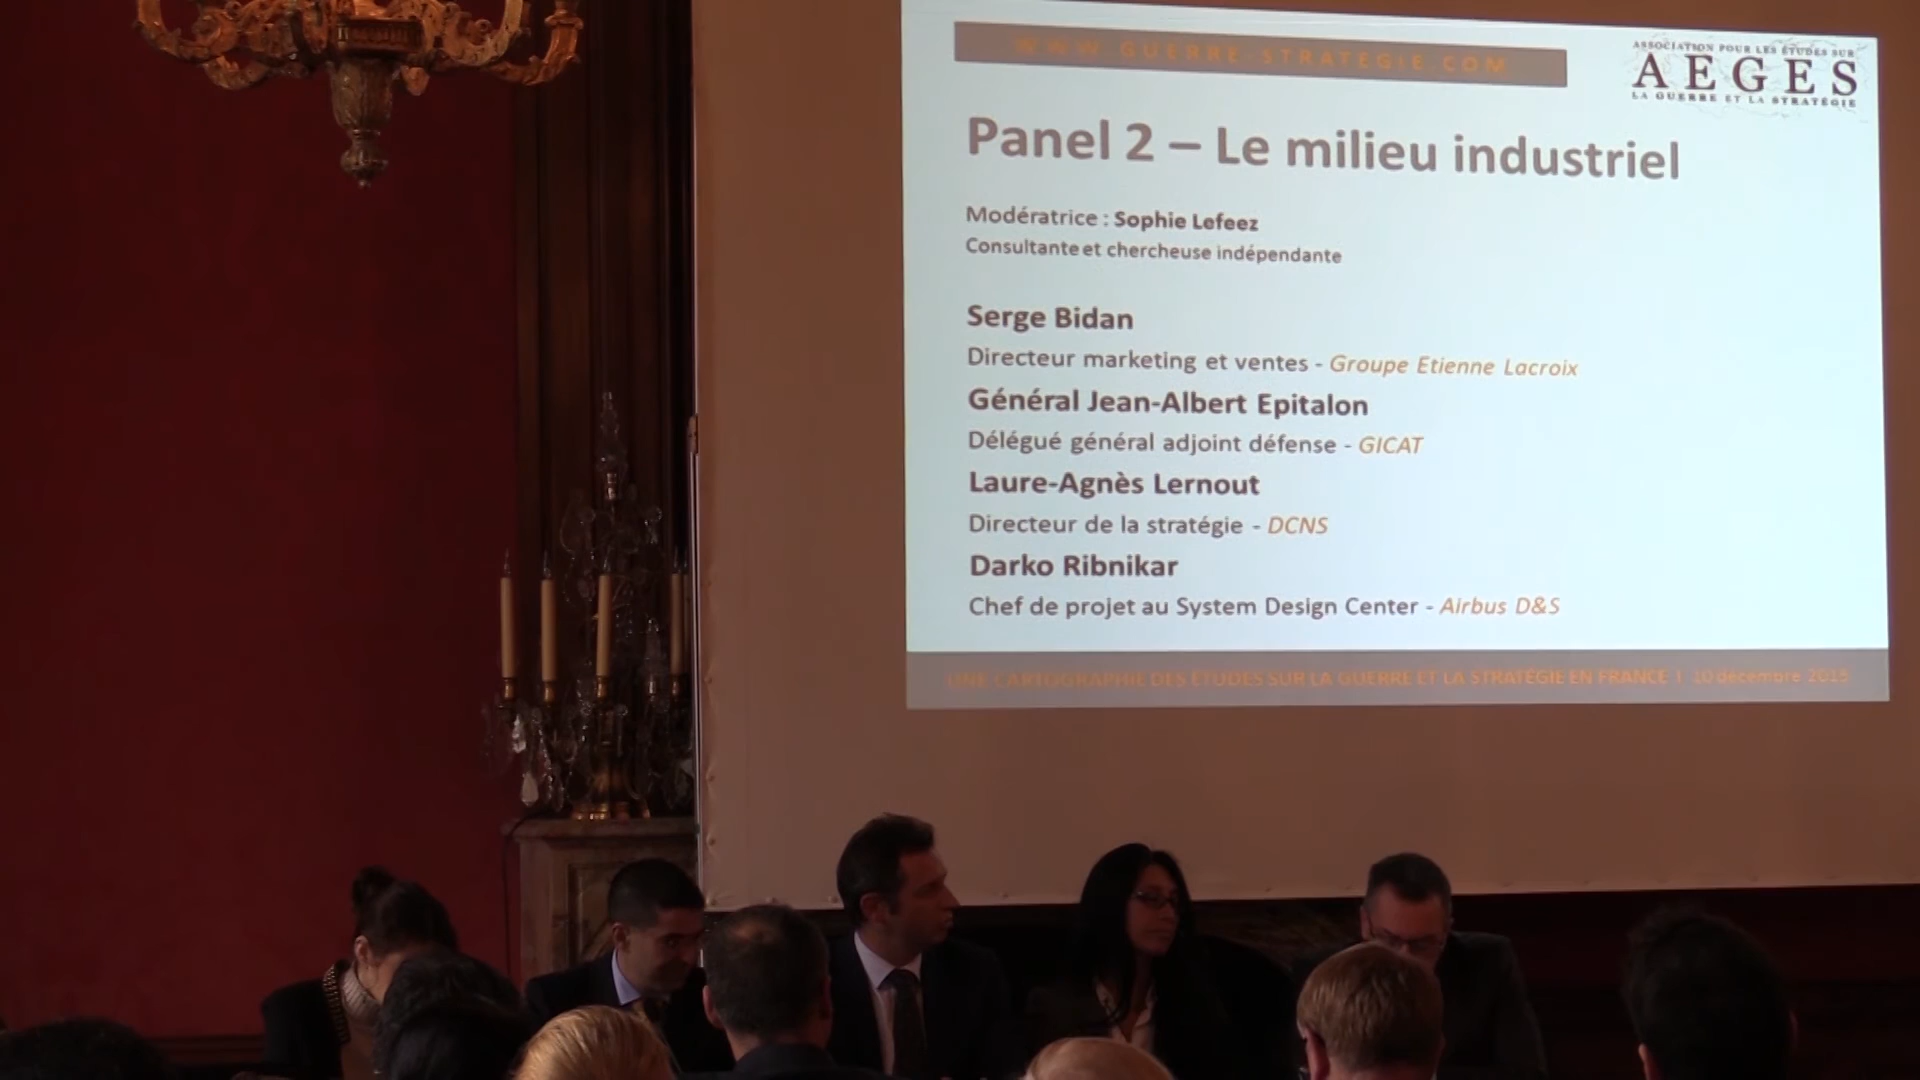 WWW.GUERRE-STRATEGIE.COM
ASSOCIATION POUR LES ÉTUDES SUR
AEGES
LA GUERRE ET LA STRATÉGIE
Panel 2 – Le milieu industriel
Modératrice : Sophie Lefeez
Consultante et chercheuse indépendante
Serge Bidan
Directeur marketing et ventes - Groupe Etienne Lacroix
Général Jean-Albert Epitalon
Délégué général adjoint défense - GICAT
Laure-Agnès Lernout
Directeur de la stratégie - DCNS
Darko Ribnikar
Chef de projet au System Design Center - Airbus D&S
UNE CARTOGRAPHIE DES ÉTUDES SUR LA GUERRE ET LA STRATÉGIE EN FRANCE I 10 décembre 2015